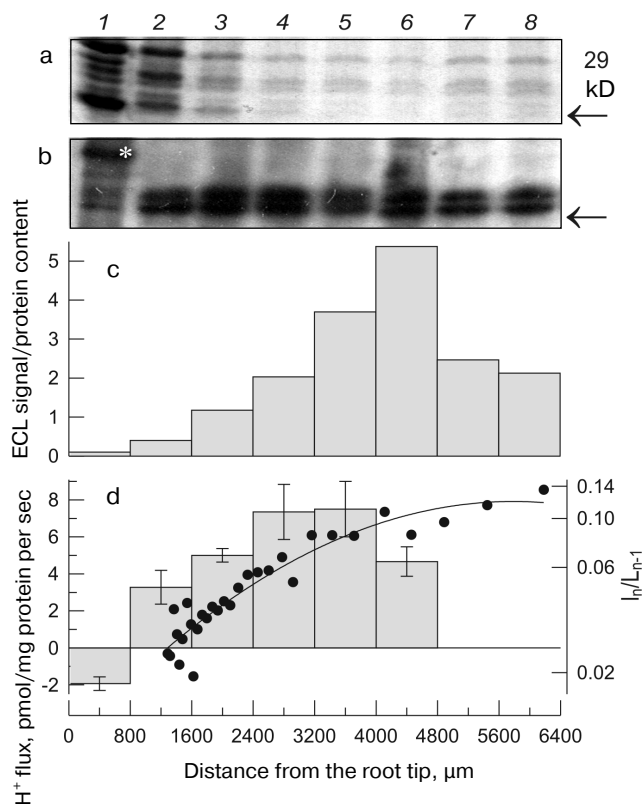 1 2 3 4 5 6 7 8
a
29
kD
b
*
c
ECL signal/protein content
5
4
3
2
1
0
d
H⁺ flux, pmol/mg protein per sec
8
6
4
2
0
-2
0.14
0.10
0.06
0.02
Iₙ/Lₙ₋₁
0 800 1600 2400 3200 4000 4800 5600 6400
Distance from the root tip, μm